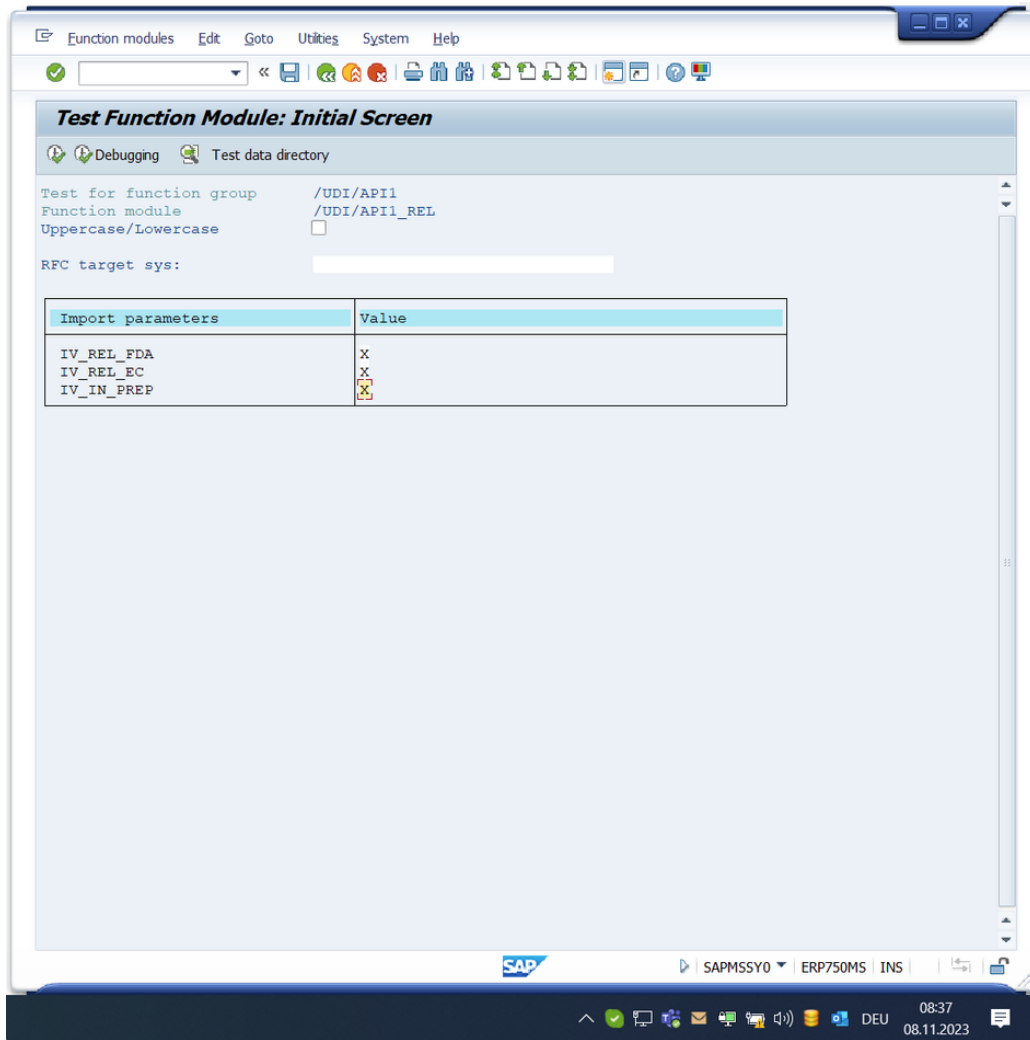 Function modules Edit Goto Utilities System Help
Test Function Module: Initial Screen
Debugging Test data directory
Test for function group /UDI/API1
Function module /UDI/API1_REL
Uppercase/Lowercase
RFC target sys:
Import parameters Value
IV_REL_FDA X
IV_REL_EC X
IV_IN_PREP X
SAP SAPMSSY0 ERP750MS INS
DEU 08:37
08.11.2023